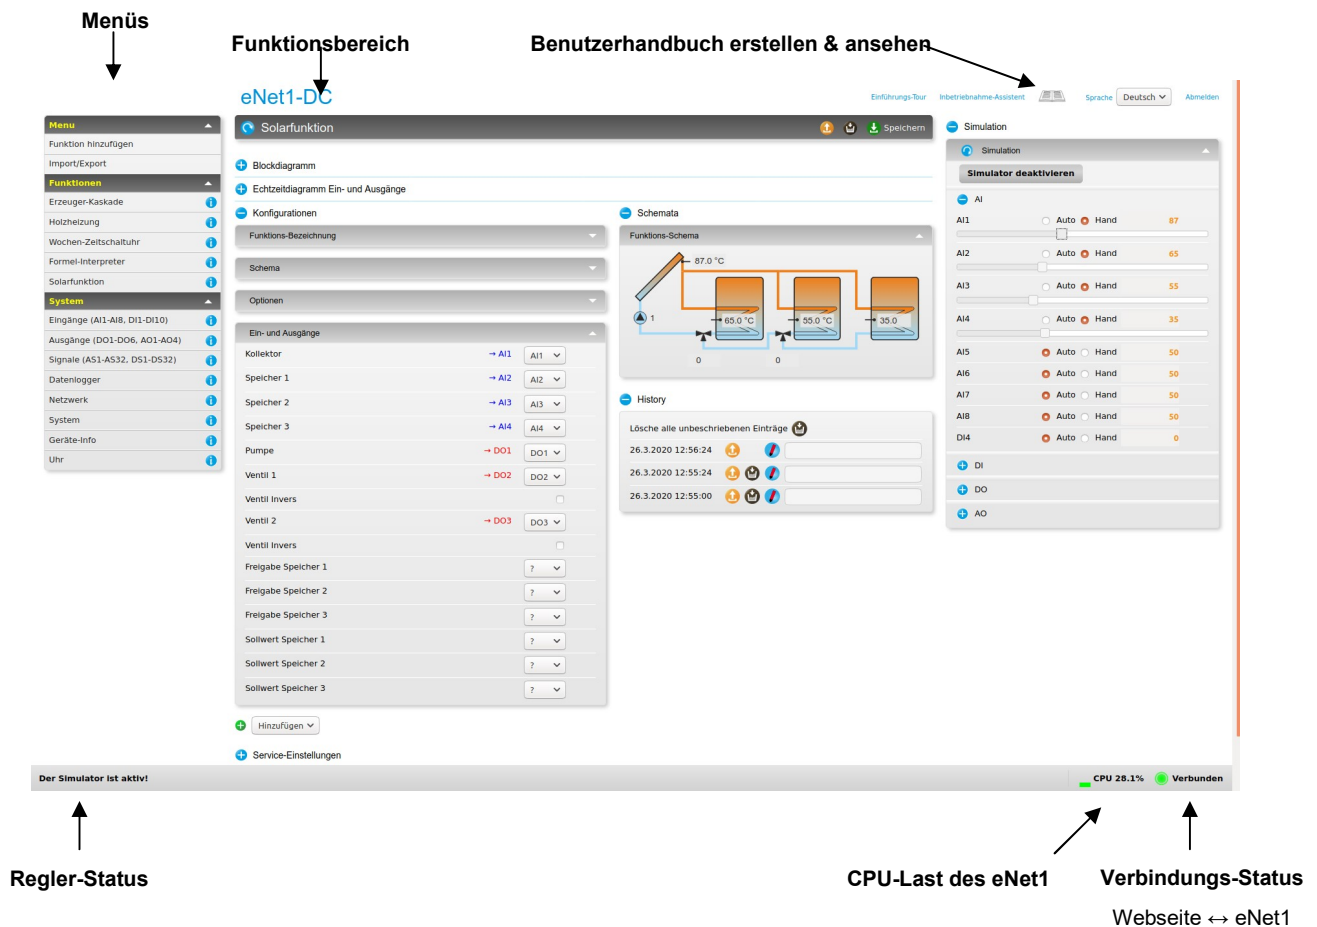 Menüs
Funktionsbereich
Benutzerhandbuch erstellen & ansehen
eNet1-DC
Einführungs-Tour Inbetriebnahme-Assistent Sprache Deutsch Abmelden
Menu
Funktion hinzufügen
Import/Export
Funktionen
Erzeuger-Kaskade
Holzheizung
Wochen-Zeitschaltuhr
Formel-Interpreter
Solarfunktion
System
Eingänge (AI1-AI8, DI1-DI10)
Ausgänge (DO1-DO6, AO1-AO4)
Signale (AS1-AS32, DS1-DS32)
Datenlogger
Netzwerk
System
Geräte-Info
Uhr
Solarfunktion Speichern
Blockdiagramm
Echtzeitdiagramm Ein- und Ausgänge
Konfigurationen
Funktions-Bezeichnung
Schema
Optionen
Ein- und Ausgänge
Kollektor → AI1 AI1
Speicher 1 → AI2 AI2
Speicher 2 → AI3 AI3
Speicher 3 → AI4 AI4
Pumpe → DO1 DO1
Ventil 1 → DO2 DO2
Ventil Invers
Ventil 2 → DO3 DO3
Ventil Invers
Freigabe Speicher 1 ?
Freigabe Speicher 2 ?
Freigabe Speicher 3 ?
Sollwert Speicher 1 ?
Sollwert Speicher 2 ?
Sollwert Speicher 3 ?
Hinzufügen
Service-Einstellungen
Schemata
Funktions-Schema
87.0 °C
1
65.0 °C 55.0 °C 35.0
0 0
History
Lösche alle unbeschriebenen Einträge
26.3.2020 12:56:24
26.3.2020 12:55:24
26.3.2020 12:55:00
Simulation
Simulation
Simulator deaktivieren
AI
AI1 Auto Hand 87
AI2 Auto Hand 65
AI3 Auto Hand 55
AI4 Auto Hand 35
AI5 Auto Hand 50
AI6 Auto Hand 50
AI7 Auto Hand 50
AI8 Auto Hand 50
DI4 Auto Hand 0
DI
DO
AO
Der Simulator ist aktiv! CPU 28.1% Verbunden
Regler-Status
CPU-Last des eNet1
Verbindungs-Status
Webseite ↔ eNet1